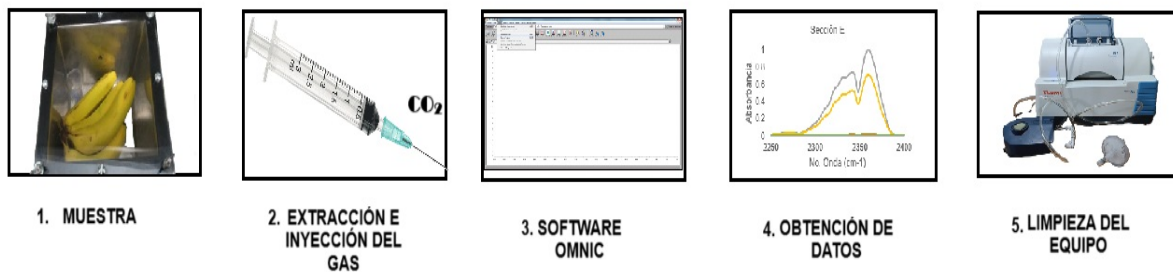 CO₂
Sección E
Absorbancia
1
0.8
0.6
0.4
0.2
0
2250
2300
2350
2400
No. Onda (cm-1)
1. MUESTRA
2. EXTRACCIÓN E
INYECCIÓN DEL
GAS
3. SOFTWARE
OMNIC
4. OBTENCIÓN DE
DATOS
5. LIMPIEZA DEL
EQUIPO